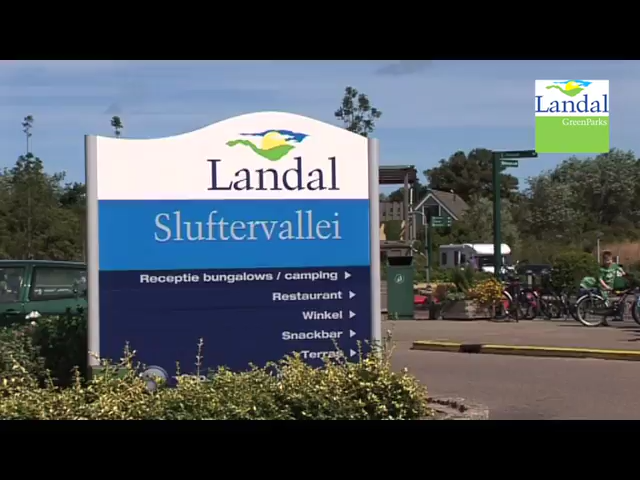 Landal
GreenParks
Landal
Sluftervallei
Receptie bungalows / camping
Restaurant
Winkel
Snackbar
Terras